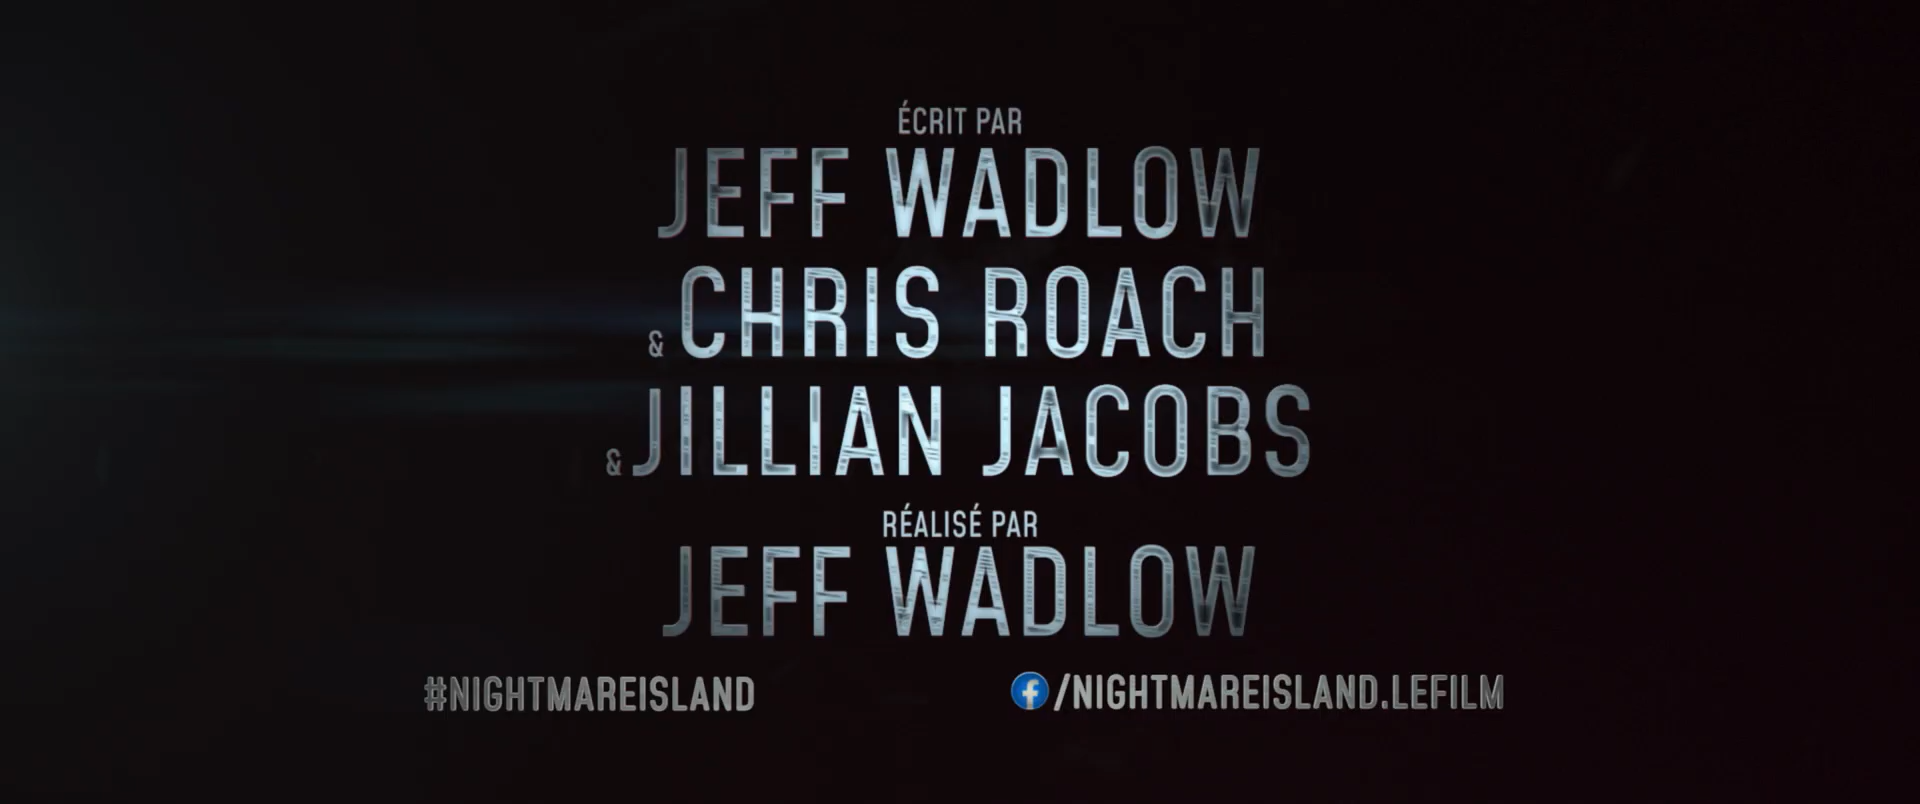 ÉCRIT PAR
JEFF WADLOW
& CHRIS ROACH
& JILLIAN JACOBS
RÉALISÉ PAR
JEFF WADLOW
#NIGHTMAREISLAND
/NIGHTMAREISLAND.LEFILM